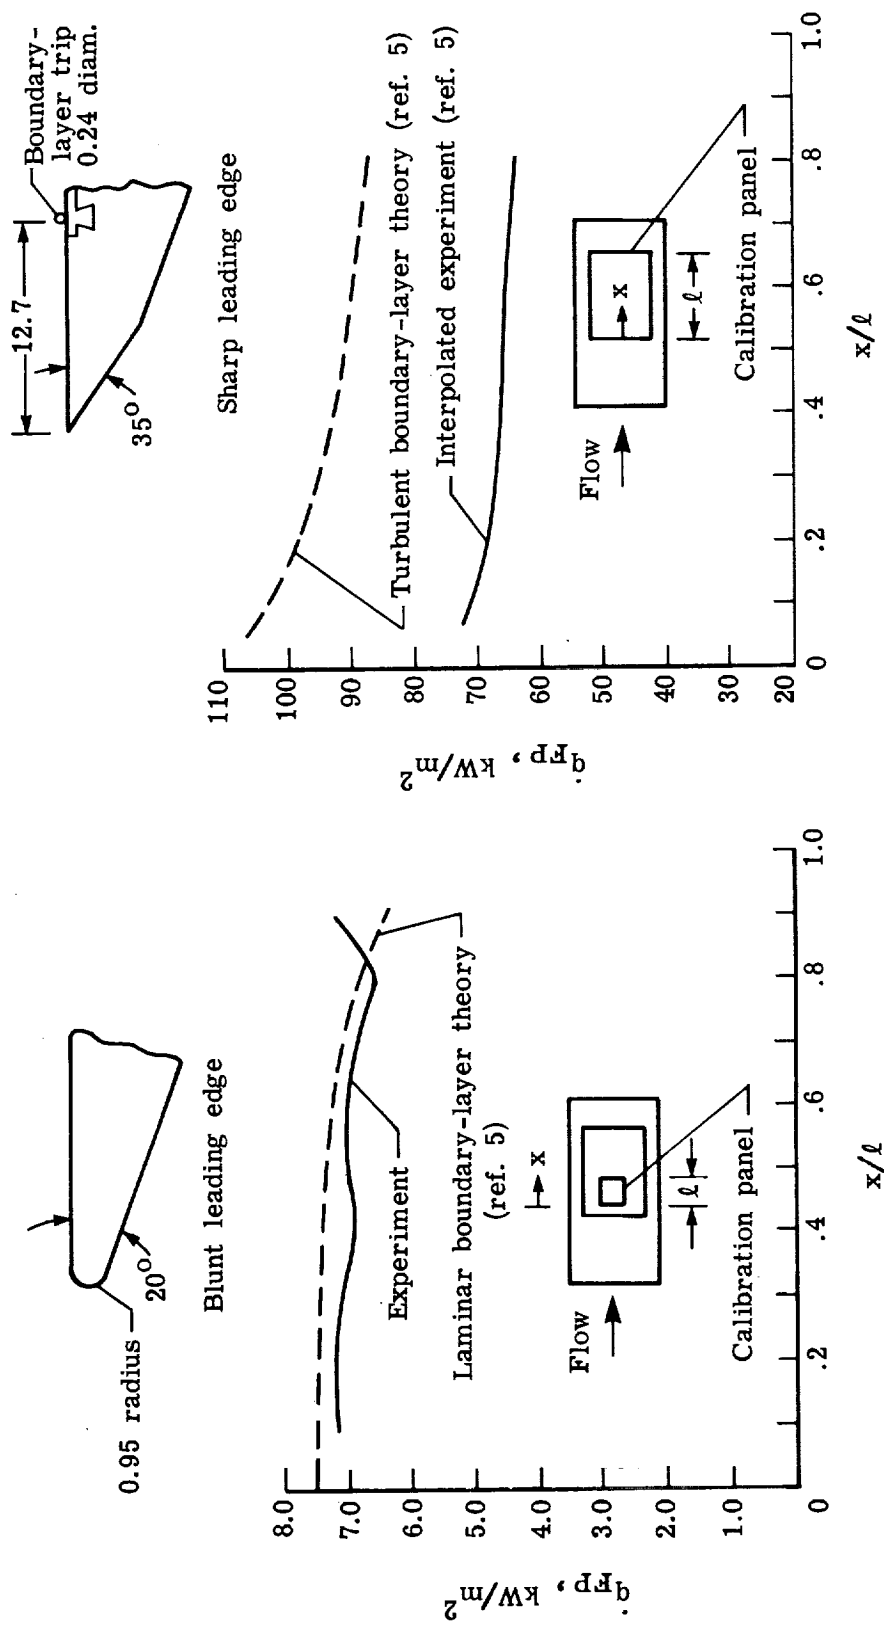 0.95 radius
20°
Blunt leading edge
8.0
7.0
6.0
5.0
4.0
3.0
2.0
1.0
0
q̇FP, kW/m²
Experiment
Laminar boundary-layer theory
(ref. 5)
x
Flow
ℓ
Calibration panel
.2
.4
.6
.8
1.0
x/ℓ
12.7
35°
Boundary-
layer trip
0.24 diam.
Sharp leading edge
110
100
90
80
70
60
50
40
30
20
q̇FP, kW/m²
Turbulent boundary-layer theory (ref. 5)
Interpolated experiment (ref. 5)
Flow
x
ℓ
Calibration panel
0
.2
.4
.6
.8
1.0
x/ℓ